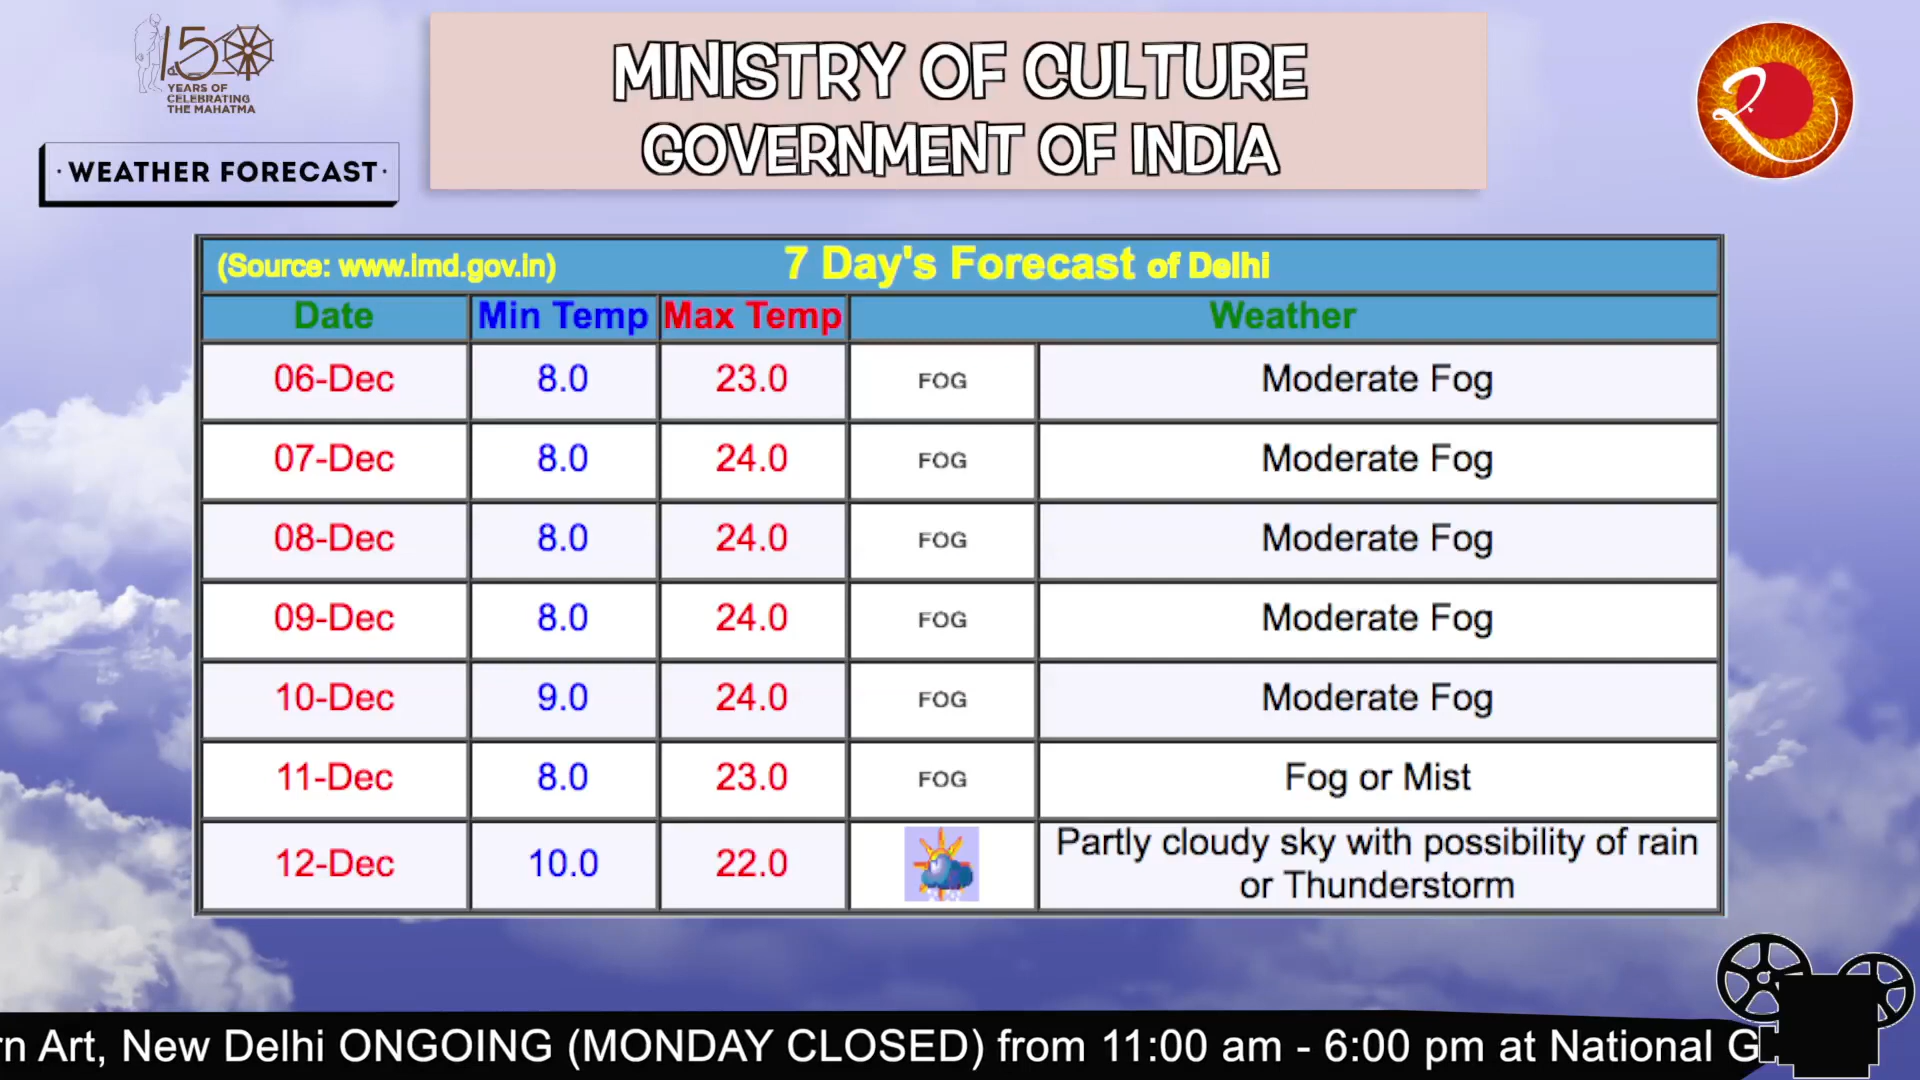 150
YEARS OF
CELEBRATING
THE MAHATMA
· WEATHER FORECAST ·
MINISTRY OF CULTURE
GOVERNMENT OF INDIA
(Source: www.imd.gov.in) 7 Day's Forecast of Delhi
Date Min Temp Max Temp Weather
06-Dec 8.0 23.0 FOG Moderate Fog
07-Dec 8.0 24.0 FOG Moderate Fog
08-Dec 8.0 24.0 FOG Moderate Fog
09-Dec 8.0 24.0 FOG Moderate Fog
10-Dec 9.0 24.0 FOG Moderate Fog
11-Dec 8.0 23.0 FOG Fog or Mist
12-Dec 10.0 22.0 Partly cloudy sky with possibility of rain
or Thunderstorm
rn Art, New Delhi ONGOING (MONDAY CLOSED) from 11:00 am - 6:00 pm at National G